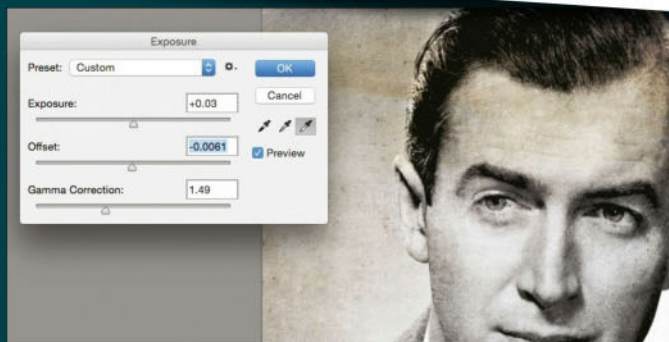 Exposure
Preset: Custom
OK
Exposure: +0.03
Cancel
Offset: -0.0061
Preview
Gamma Correction: 1.49